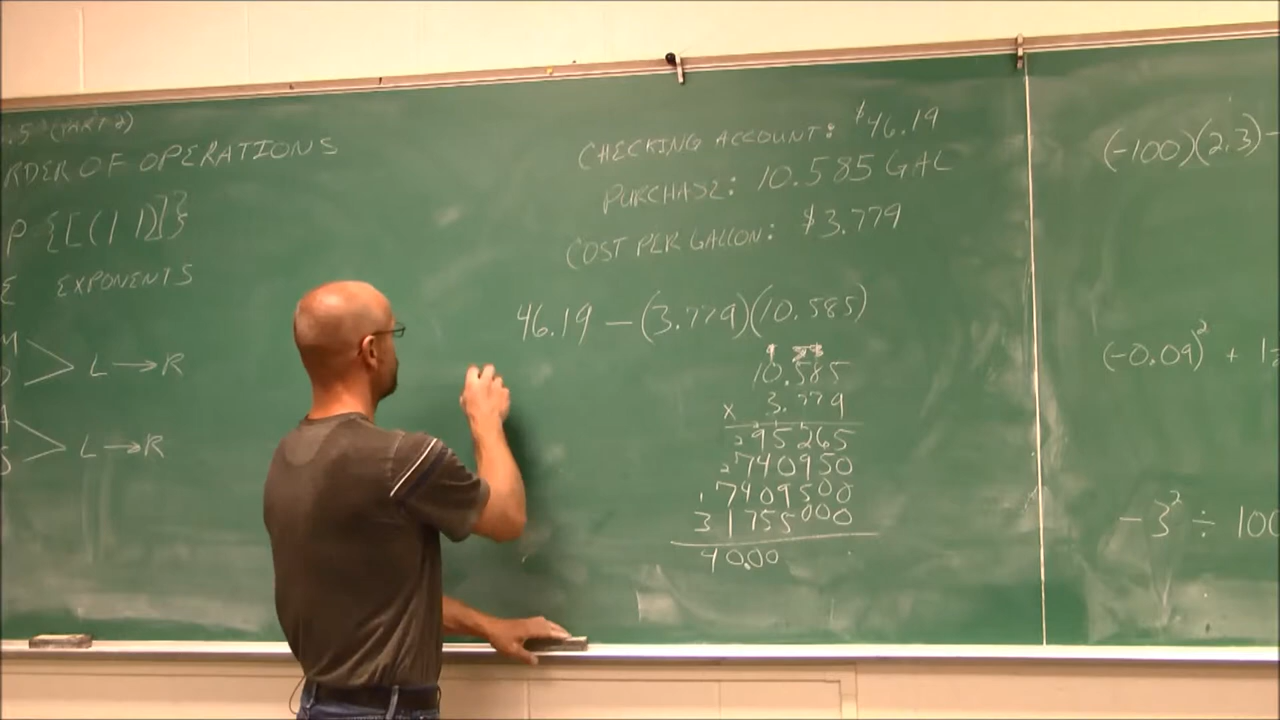 .5 (PART 2)
RDER OF OPERATIONS
P {[(| |)]}
E EXPONENTS
M
D > L → R
A
S > L → R
CHECKING ACCOUNT: $46.19
PURCHASE: 10.585 GAL
COST PER GALLON: $3.779
46.19 − (3.779)(10.585)
10.585
x 3.779
95265
740950
7409500
31755000
40.00
(-100)(2.3) -
(-0.09)² + 1
-3² ÷ 100